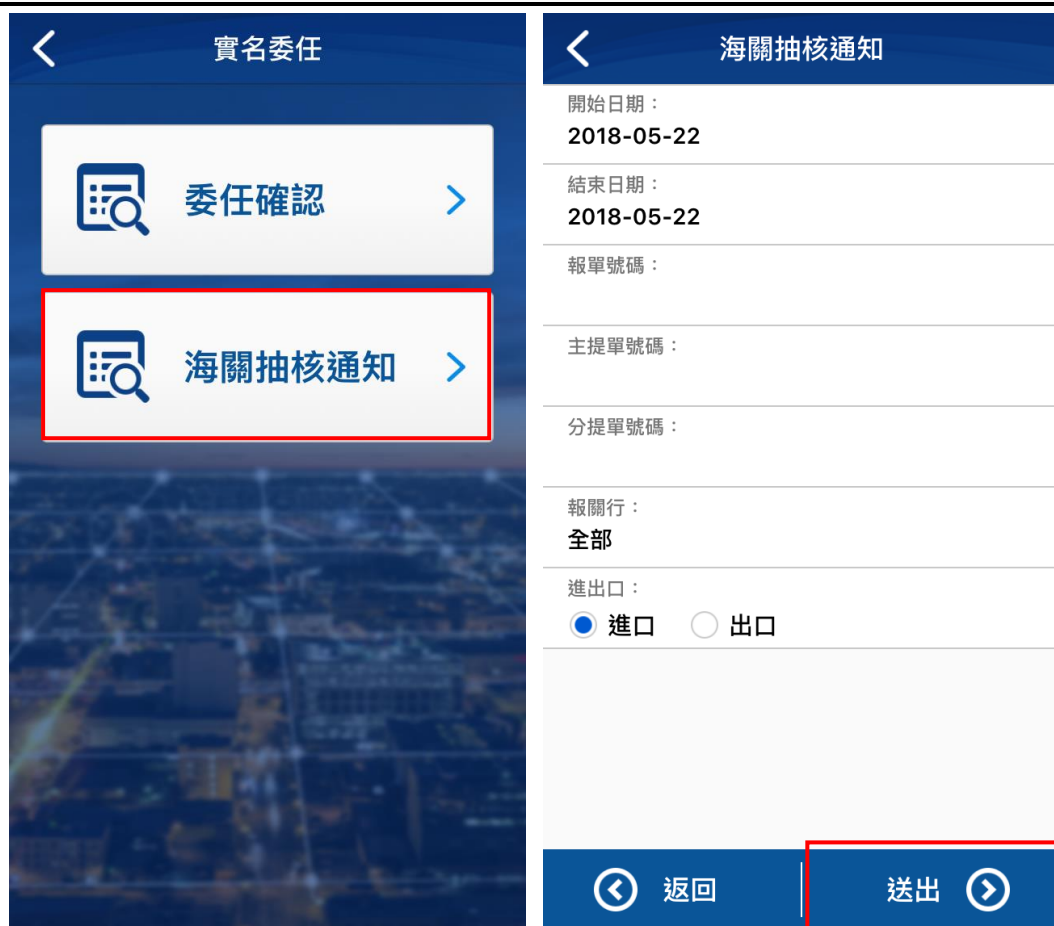 實名委任
委任確認
海關抽核通知
海關抽核通知
開始日期：
2018-05-22
結束日期：
2018-05-22
報單號碼：
主提單號碼：
分提單號碼：
報關行：
全部
進出口：
進口 出口
返回 送出